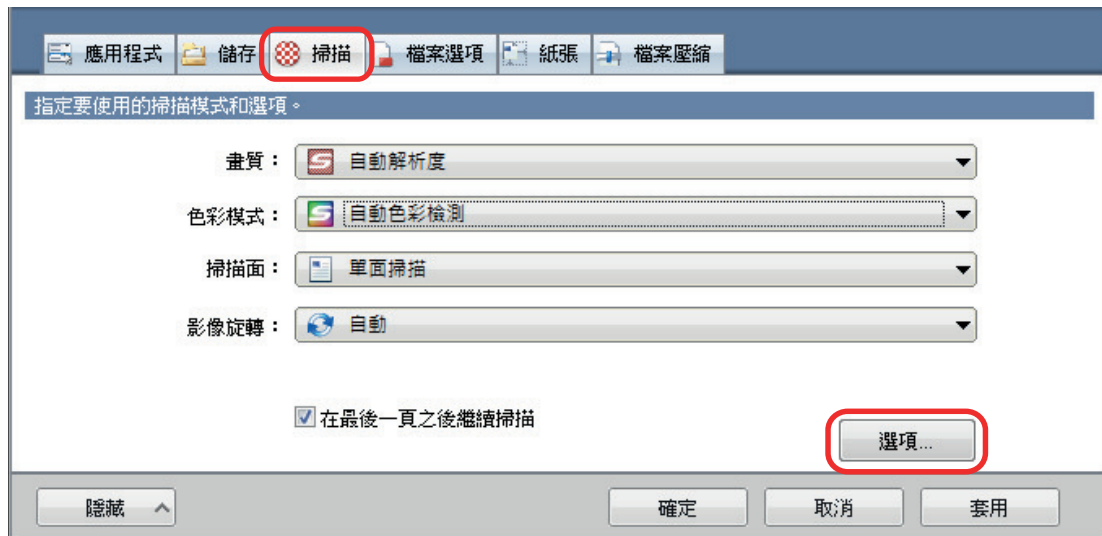 應用程式 儲存 掃描 檔案選項 紙張 檔案壓縮
指定要使用的掃描模式和選項。
畫質： 自動解析度
色彩模式： 自動色彩檢測
掃描面： 單面掃描
影像旋轉： 自動
在最後一頁之後繼續掃描
選項...
隱藏 確定 取消 套用